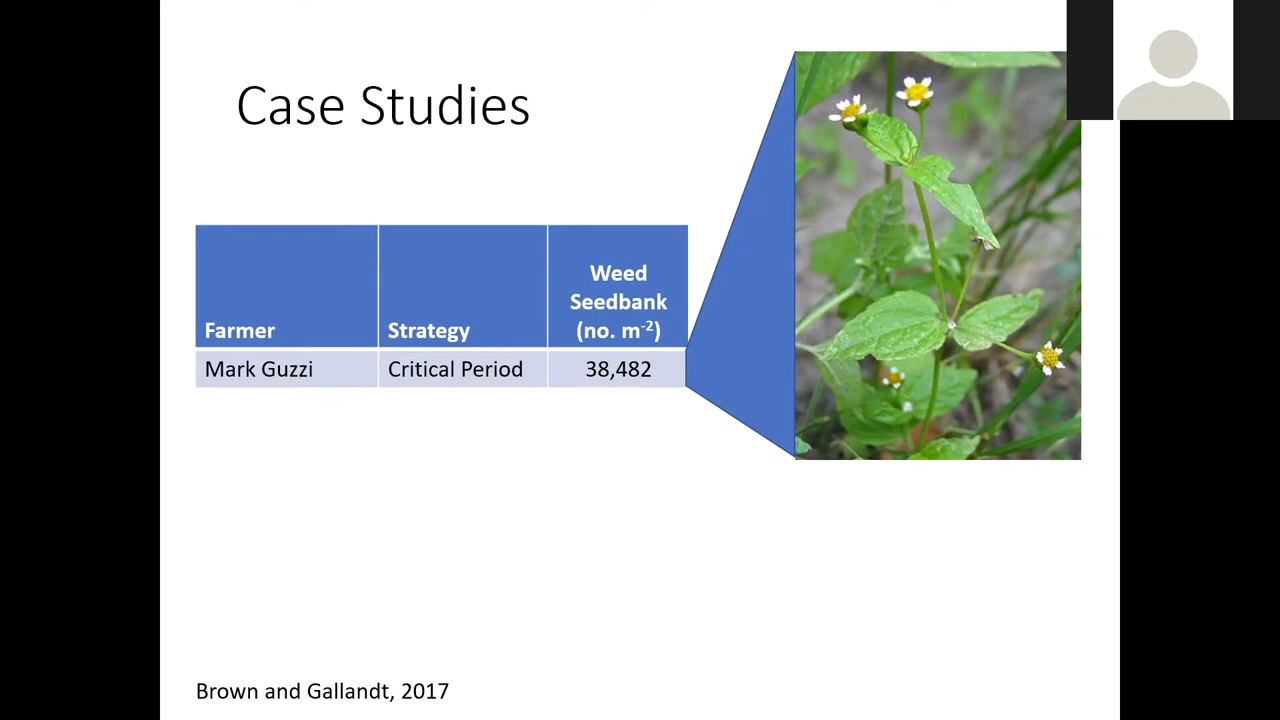 Case Studies
Farmer
Strategy
Weed
Seedbank
(no. m⁻²)
Mark Guzzi
Critical Period
38,482
Brown and Gallandt, 2017